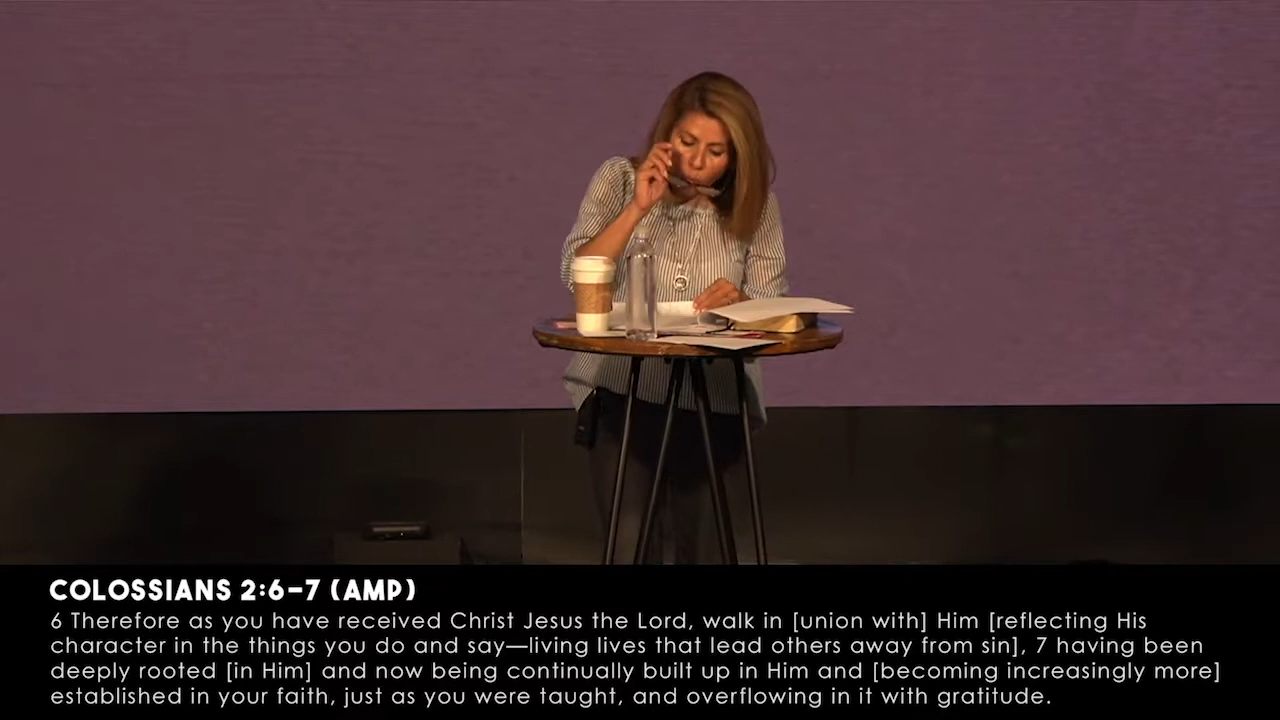 COLOSSIANS 2:6-7 (AMP)
6 Therefore as you have received Christ Jesus the Lord, walk in [union with] Him [reflecting His
character in the things you do and say—living lives that lead others away from sin], 7 having been
deeply rooted [in Him] and now being continually built up in Him and [becoming increasingly more]
established in your faith, just as you were taught, and overflowing in it with gratitude.